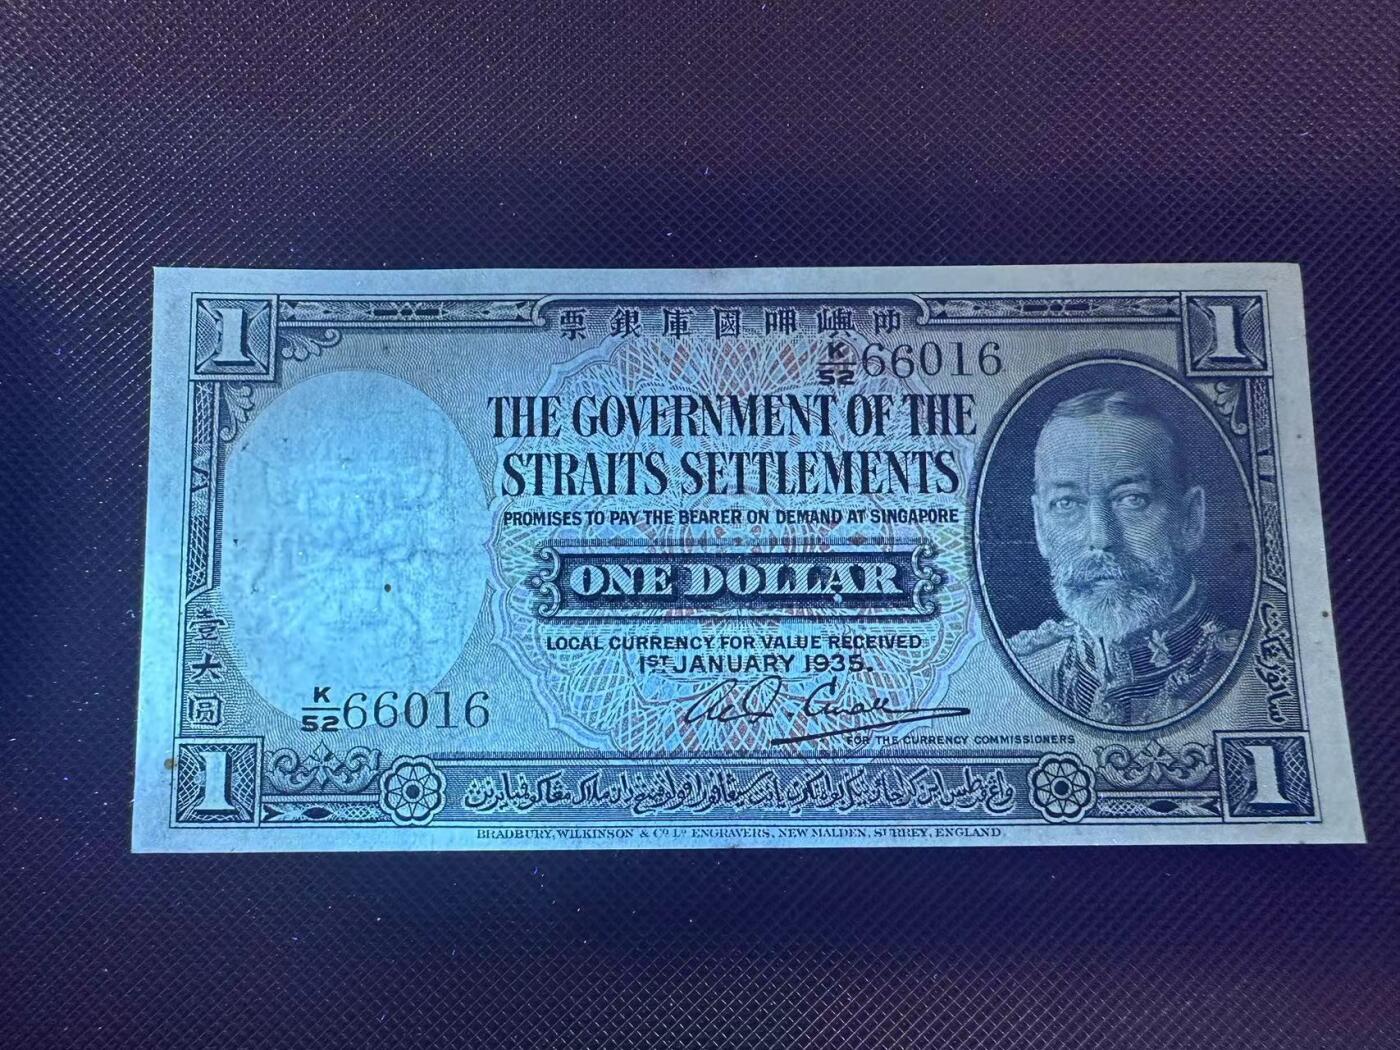 1
票銀庫國呷嶼叻
1
K/52 66016
THE GOVERNMENT OF THE
STRAITS SETTLEMENTS
PROMISES TO PAY THE BEARER ON DEMAND AT SINGAPORE
ONE DOLLAR
LOCAL CURRENCY FOR VALUE RECEIVED
1ST JANUARY 1935.
壹大圓
K/52 66016
FOR THE CURRENCY COMMISSIONERS
1
1
BRADBURY, WILKINSON & Co Ld ENGRAVERS, NEW MALDEN, SURREY, ENGLAND